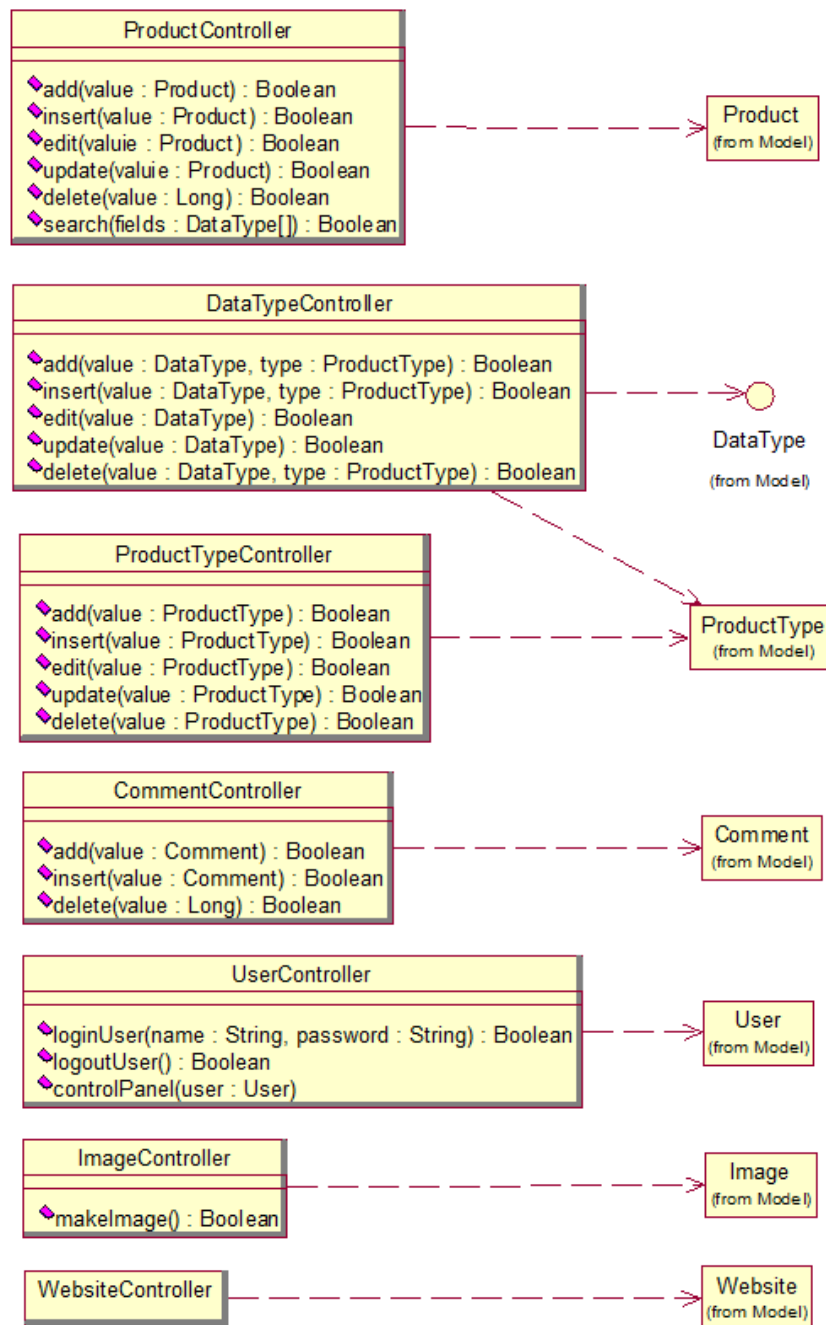 ProductController
add(value : Product) : Boolean
insert(value : Product) : Boolean
edit(valuie : Product) : Boolean
update(valuie : Product) : Boolean
delete(value : Long) : Boolean
search(fields : DataType[]) : Boolean
Product
(from Model)
DataTypeController
add(value : DataType, type : ProductType) : Boolean
insert(value : DataType, type : ProductType) : Boolean
edit(value : DataType) : Boolean
update(value : DataType) : Boolean
delete(value : DataType, type : ProductType) : Boolean
DataType
(from Model)
ProductTypeController
add(value : ProductType) : Boolean
insert(value : ProductType) : Boolean
edit(value : ProductType) : Boolean
update(value : ProductType) : Boolean
delete(value : ProductType) : Boolean
ProductType
(from Model)
CommentController
add(value : Comment) : Boolean
insert(value : Comment) : Boolean
delete(value : Long) : Boolean
Comment
(from Model)
UserController
loginUser(name : String, password : String) : Boolean
logoutUser() : Boolean
controlPanel(user : User)
User
(from Model)
ImageController
makeImage() : Boolean
Image
(from Model)
WebsiteController
Website
(from Model)